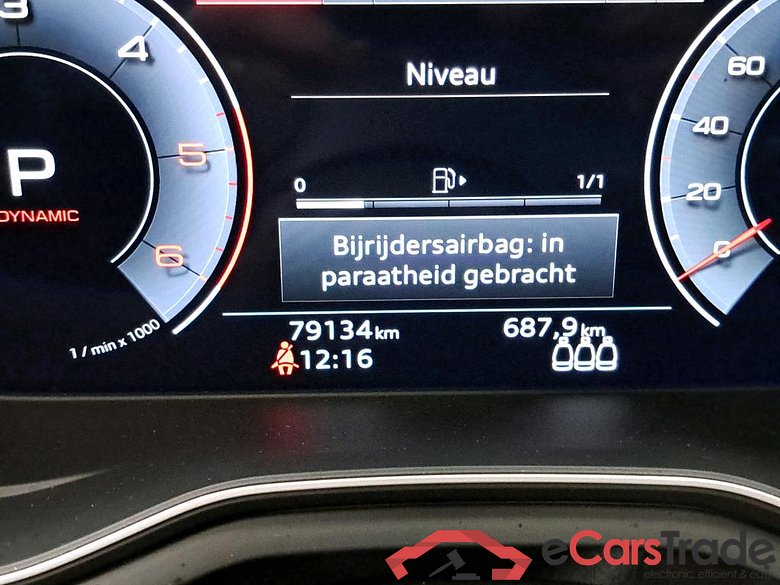 3
4
5
6
P
DYNAMIC
1 / min x 1000
Niveau
0 1/1
Bijrijdersairbag: in
paraatheid gebracht
79134 km 687,9 km
12:16
60
40
20
0
eCarsTrade
electronic, efficient &